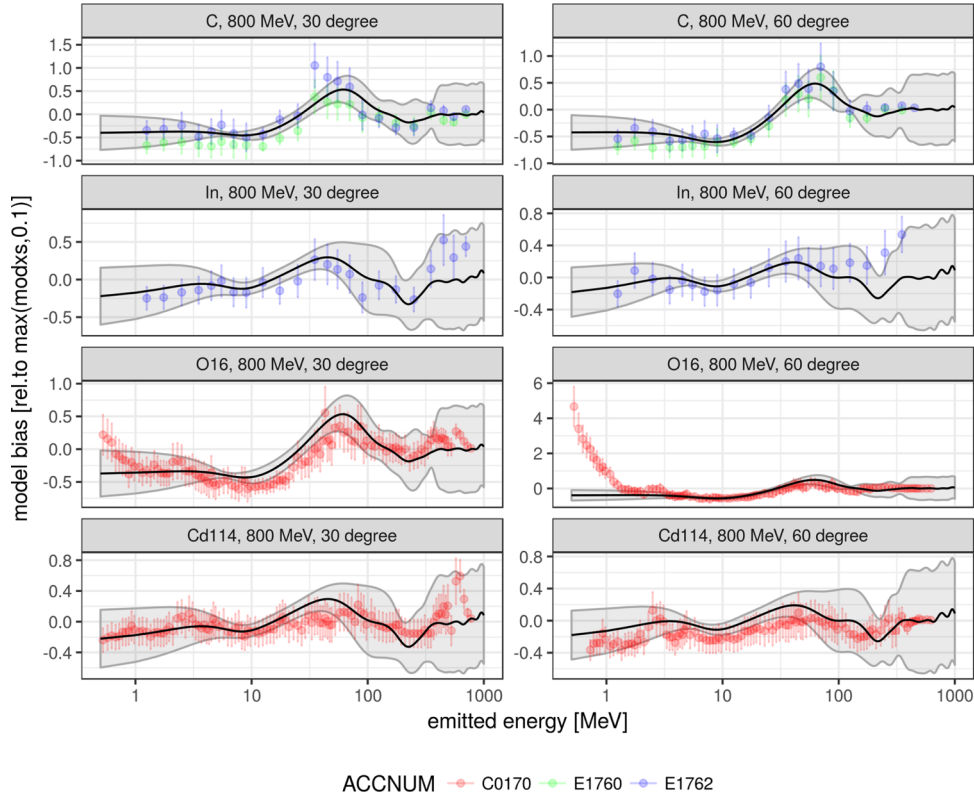 C, 800 MeV, 30 degree
C, 800 MeV, 60 degree
1.5
1.0
0.5
0.0
-0.5
-1.0
1.0
0.5
0.0
-0.5
-1.0
In, 800 MeV, 30 degree
In, 800 MeV, 60 degree
0.5
0.0
-0.5
0.8
0.4
0.0
-0.4
O16, 800 MeV, 30 degree
O16, 800 MeV, 60 degree
1.0
0.5
0.0
-0.5
6
4
2
0
Cd114, 800 MeV, 30 degree
Cd114, 800 MeV, 60 degree
0.8
0.4
0.0
-0.4
0.8
0.4
0.0
-0.4
1 10 100 1000
1 10 100 1000
model bias [rel.to max(modxs,0.1)]
emitted energy [MeV]
ACCNUM C0170 E1760 E1762